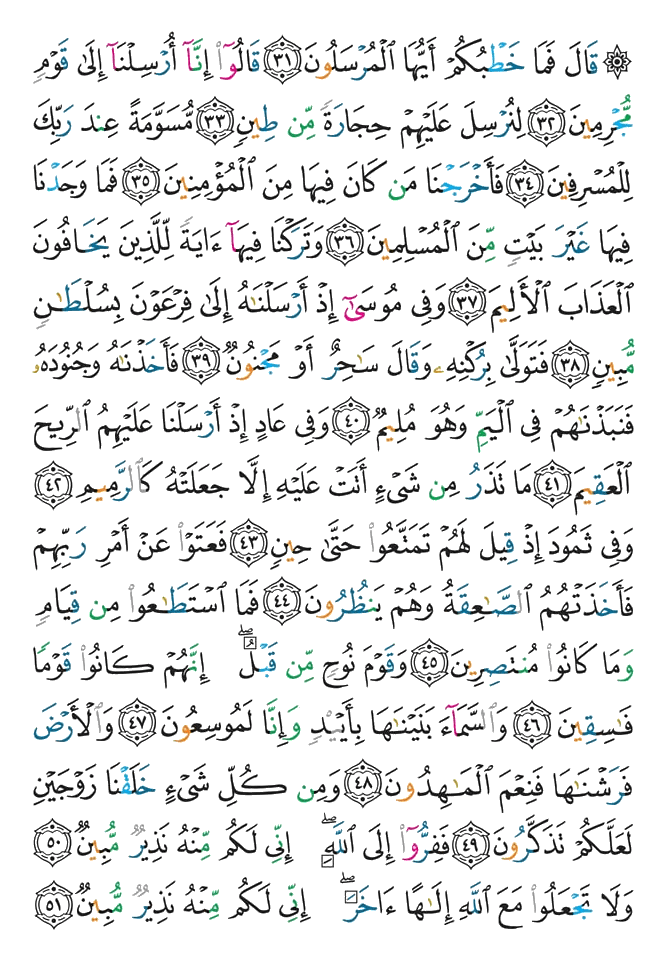 ۞ قَالَ فَمَا خَطْبُكُمْ أَيُّهَا ٱلْمُرْسَلُونَ ٣١ قَالُوٓا۟ إِنَّآ أُرْسِلْنَآ إِلَىٰ قَوْمٍ
مُّجْرِمِينَ ٣٢ لِنُرْسِلَ عَلَيْهِمْ حِجَارَةً مِّن طِينٍ ٣٣ مُّسَوَّمَةً عِندَ رَبِّكَ
لِلْمُسْرِفِينَ ٣٤ فَأَخْرَجْنَا مَن كَانَ فِيهَا مِنَ ٱلْمُؤْمِنِينَ ٣٥ فَمَا وَجَدْنَا
فِيهَا غَيْرَ بَيْتٍ مِّنَ ٱلْمُسْلِمِينَ ٣٦ وَتَرَكْنَا فِيهَآ ءَايَةً لِّلَّذِينَ يَخَافُونَ
ٱلْعَذَابَ ٱلْأَلِيمَ ٣٧ وَفِى مُوسَىٰٓ إِذْ أَرْسَلْنَٰهُ إِلَىٰ فِرْعَوْنَ بِسُلْطَٰنٍ
مُّبِينٍ ٣٨ فَتَوَلَّىٰ بِرُكْنِهِۦ وَقَالَ سَٰحِرٌ أَوْ مَجْنُونٌ ٣٩ فَأَخَذْنَٰهُ وَجُنُودَهُۥ
فَنَبَذْنَٰهُمْ فِى ٱلْيَمِّ وَهُوَ مُلِيمٌ ٤٠ وَفِى عَادٍ إِذْ أَرْسَلْنَا عَلَيْهِمُ ٱلرِّيحَ
ٱلْعَقِيمَ ٤١ مَا تَذَرُ مِن شَىْءٍ أَتَتْ عَلَيْهِ إِلَّا جَعَلَتْهُ كَٱلرَّمِيمِ ٤٢
وَفِى ثَمُودَ إِذْ قِيلَ لَهُمْ تَمَتَّعُوا۟ حَتَّىٰ حِينٍ ٤٣ فَعَتَوْا۟ عَنْ أَمْرِ رَبِّهِمْ
فَأَخَذَتْهُمُ ٱلصَّٰعِقَةُ وَهُمْ يَنظُرُونَ ٤٤ فَمَا ٱسْتَطَٰعُوا۟ مِن قِيَامٍ
وَمَا كَانُوا۟ مُنتَصِرِينَ ٤٥ وَقَوْمَ نُوحٍ مِّن قَبْلُ ۖ إِنَّهُمْ كَانُوا۟ قَوْمًا
فَٰسِقِينَ ٤٦ وَٱلسَّمَآءَ بَنَيْنَٰهَا بِأَيْي۟دٍ وَإِنَّا لَمُوسِعُونَ ٤٧ وَٱلْأَرْضَ
فَرَشْنَٰهَا فَنِعْمَ ٱلْمَٰهِدُونَ ٤٨ وَمِن كُلِّ شَىْءٍ خَلَقْنَا زَوْجَيْنِ
لَعَلَّكُمْ تَذَكَّرُونَ ٤٩ فَفِرُّوٓا۟ إِلَى ٱللَّهِ ۖ إِنِّى لَكُم مِّنْهُ نَذِيرٌ مُّبِينٌ ٥٠
وَلَا تَجْعَلُوا۟ مَعَ ٱللَّهِ إِلَٰهًا ءَاخَرَ ۖ إِنِّى لَكُم مِّنْهُ نَذِيرٌ مُّبِينٌ ٥١